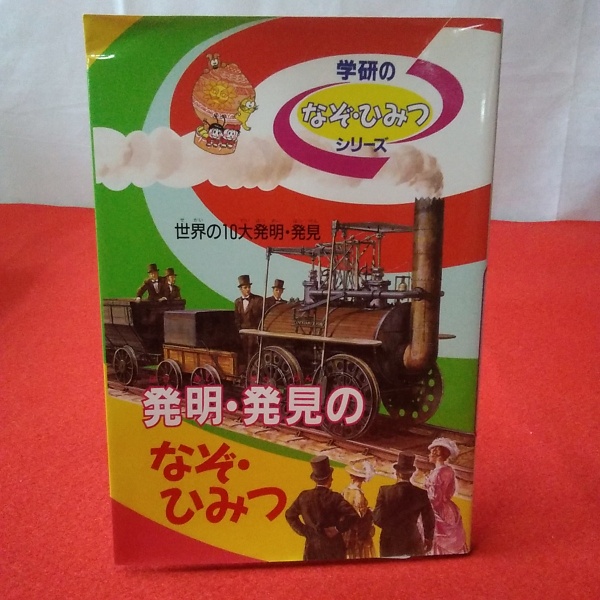 学研の
なぞ・ひみつ
シリーズ
世界の10大発明・発見
発明・発見の
なぞ・
ひみつ